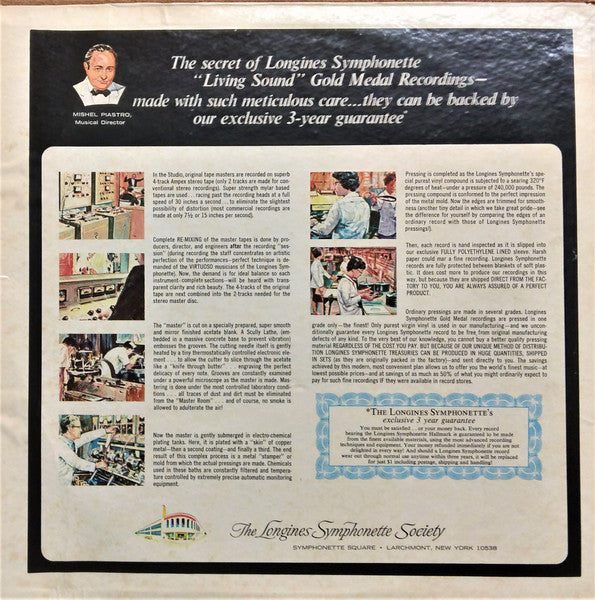 The secret of Longines Symphonette
"Living Sound" Gold Medal Recordings—
made with such meticulous care...they can be backed by
our exclusive 3-year guarantee*
MISHEL PIASTRO,
Musical Director
In the Studio, original tape masters are recorded on superb
4-track Ampex stereo tape (only 2 tracks are made for con-
ventional stereo recordings). Super strength mylar based
tapes are used... racing past the recording heads at a full
speed of 30 inches a second ... to eliminate the slightest
possibility of distortion (most commercial recordings are
made at only 7½ or 15 inches per second).
Complete RE-MIXING of the master tapes is done by pro-
ducers, director, and engineers after the recording "ses-
sion" (during recording the staff concentrates on artistic
perfection of the performances—perfect technique is de-
manded of the VIRTUOSO musicians of the Longines Sym-
phonette). Now, the demand is for ideal balance so each
instrument—complete sections—will be heard with trans-
parent clarity and rich beauty. The 4-tracks of the original
tape are next combined into the 2-tracks needed for the
stereo master disc.
The "master" is cut on a specially prepared, super smooth
and mirror finished acetate blank. A Scully Lathe, (em-
bedded in a massive concrete base to prevent vibration)
embosses the grooves. The cutting needle itself is gently
heated by a tiny thermostatically controlled electronic ele-
ment . . . to allow the cutter to slice through the acetate
like a "knife through butter" . . . engraving the perfect
delicacy of every note. Grooves are constantly examined
under a powerful microscope as the master is made. Mas-
tering is done under the most controlled laboratory condi-
tions . . . all traces of dust and dirt must be eliminated
from the "Master Room" . . . and of course, no smoke is
allowed to adulterate the air!
Now the master is gently submerged in electro-chemical
plating tanks. Here, it is plated with a "skin" of copper
metal—then a second coating—and finally a third. The end
result of this complex process is a metal "stamper" or
mold from which the actual pressings are made. Chemicals
used in these baths are constantly filtered and tempera-
ture controlled by extremely precise automatic monitoring
equipment.
Pressing is completed as the Longines Symphonette's spe-
cial purest vinyl compound is subjected to a searing 320°F
degrees of heat—under a pressure of 240,000 pounds. The
pressing compound is conformed to the perfect impression
of the metal mold. Now the edges are trimmed for smooth-
ness (another tiny detail in which we take great pride—see
the difference for yourself by comparing the edges of an
ordinary record with those of Longines Symphonette
pressings!).
Then, each record is hand inspected as it is slipped into
our exclusive FULLY POLYETHYLENE LINED sleeve. Harsh
paper could mar a fine recording. Longines Symphonette
records are fully protected between blankets of soft plas-
tic. It does cost more to produce our recordings in this
way, but because they are shipped DIRECT FROM THE FAC-
TORY TO YOU, YOU ARE ALWAYS ASSURED OF A PERFECT
PRODUCT.
Ordinary pressings are made in several grades. Longines
Symphonette Gold Medal recordings are pressed in one
grade only—the finest! Only purest virgin vinyl is used in our manufacturing—and we uncon-
ditionally guarantee every Longines Symphonette Record to be free from original manufacturing
defects of any kind. To the very best of our knowledge, you cannot buy a better quality pressing
material REGARDLESS OF THE COST YOU PAY. BUT BECAUSE OF OUR UNIQUE METHOD OF DISTRIBU-
TION LONGINES SYMPHONETTE TREASURIES CAN BE PRODUCED IN HUGE QUANTITIES, SHIPPED
IN SETS (as they are originally packed in the factory)—and sent directly to you. The savings
achieved by this modern, most convenient plan allows us to offer you the world's finest music—at
lowest possible prices—and at savings of as much as 50% of what you might ordinarily expect to
pay for such fine recordings IF they were available in record stores.
*THE LONGINES SYMPHONETTE'S
exclusive 3 year guarantee
You must be satisfied... or your money back. Every record
bearing the Longines Symphonette Hallmark is guaranteed to be made
from the finest available materials, using the most advanced recording
techniques and equipment. Your money refunded immediately if you are not
delighted in every way! And should a Longines Symphonette record
wear out through normal use anytime within three years, it will be replaced
for just $1 including postage, shipping and handling!
The Longines Symphonette Society
SYMPHONETTE SQUARE • LARCHMONT, NEW YORK 10538